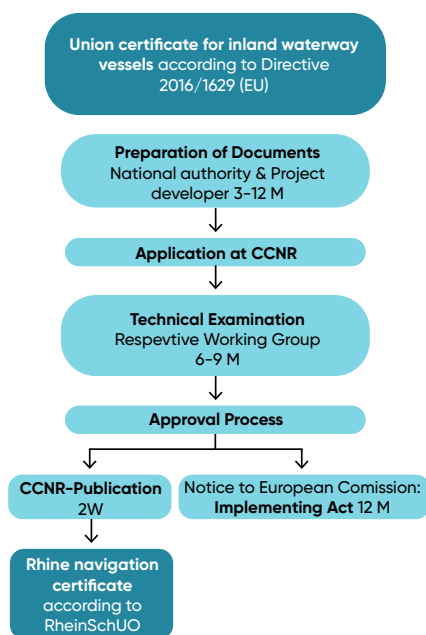 Union certificate for inland waterway
vessels according to Directive
2016/1629 (EU)
Preparation of Documents
National authority & Project
developer 3-12 M
Application at CCNR
Technical Examination
Respevtive Working Group
6-9 M
Approval Process
CCNR-Publication
2W
Notice to European Comission:
Implementing Act 12 M
Rhine navigation
certificate
according to
RheinSchUO